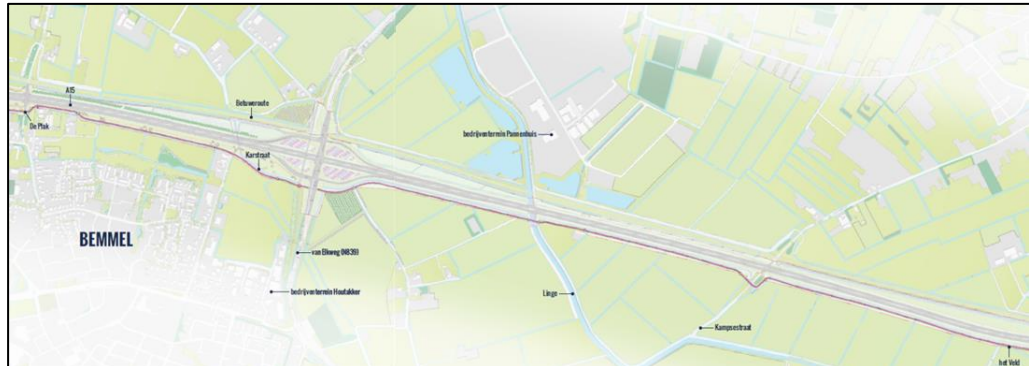 A15
Betuweroute
De Plak
bedrijventerrein Pannenhuis
Karstraat
BEMMEL
van Elkweg (N839)
bedrijventerrein Houtakker
Linge
Kampsestraat
het Veld